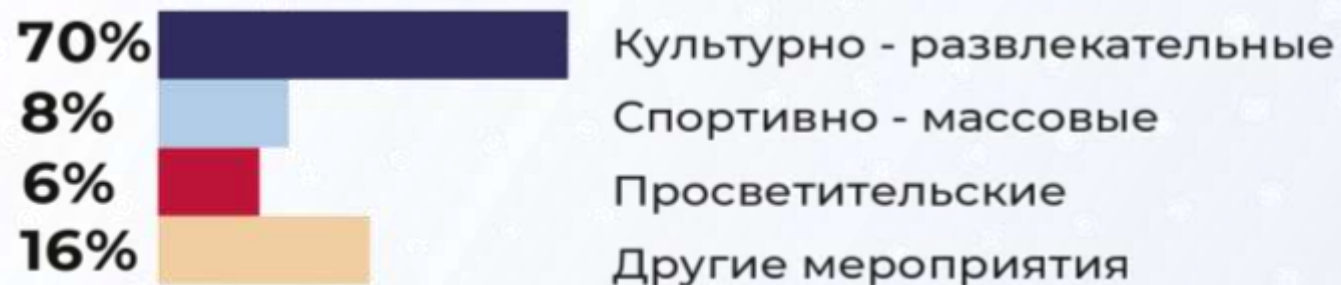 70% Культурно - развлекательные
8% Спортивно - массовые
6% Просветительские
16% Другие мероприятия